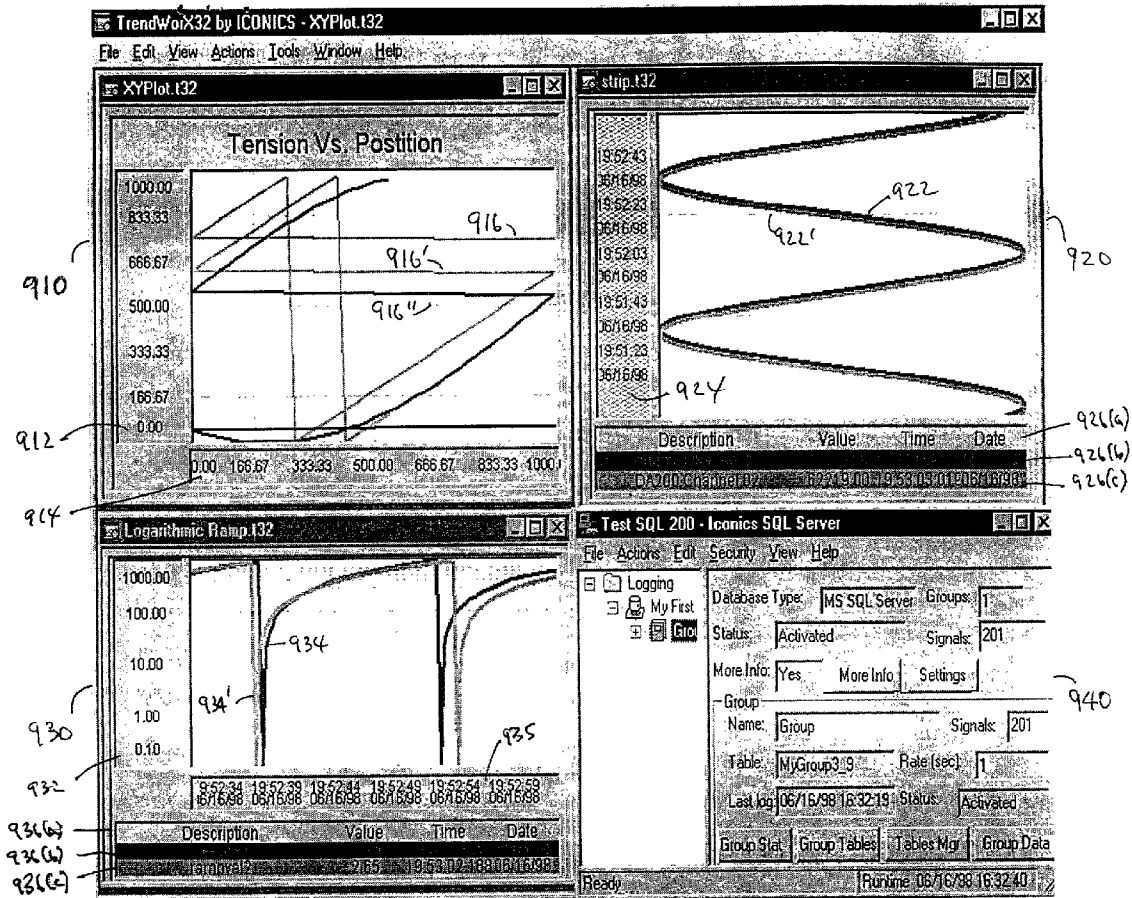 TrendWorX32 by ICONICS - XYPlot.t32
File Edit View Actions Tools Window Help
XYPlot.t32
Tension Vs. Postition
1000.00
833.33
666.67
500.00
333.33
166.67
0.00
0.00 166.67 333.33 500.00 666.67 833.33 1000.
916
916'
916"
910
912
914
strip.t32
19:52:43
06/16/98
19:52:23
06/16/98
19:52:03
06/16/98
19:51:43
06/16/98
19:51:23
06/16/98
922
922'
924
920
Description Value Time Date
926(a)
926(b)
926(c)
Logarithmic Ramp.t32
1000.00
100.00
10.00
1.00
0.10
934
934'
935
930
932
9:52:34 19:52:39 19:52:44 19:52:49 19:52:54 19:52:59
06/16/98 06/16/98 06/16/98 06/16/98 06/16/98 06/16/98
Description Value Time Date
936(a)
936(b)
936(c)
Test SQL 200 - Iconics SQL Server
File Actions Edit Security View Help
Logging
My First
Grou
Database Type: MS SQL Server Groups: 1
Status: Activated Signals: 201
More Info: Yes More Info Settings
Group
Name: Group Signals: 201
Table: MyGroup3_9 Rate (sec): 1
Last log: 06/16/98 16:32:19 Status: Activated
Group Stat Group Tables Tables Mgr Group Data
Ready Runtime 06/16/98 16:32:40
940